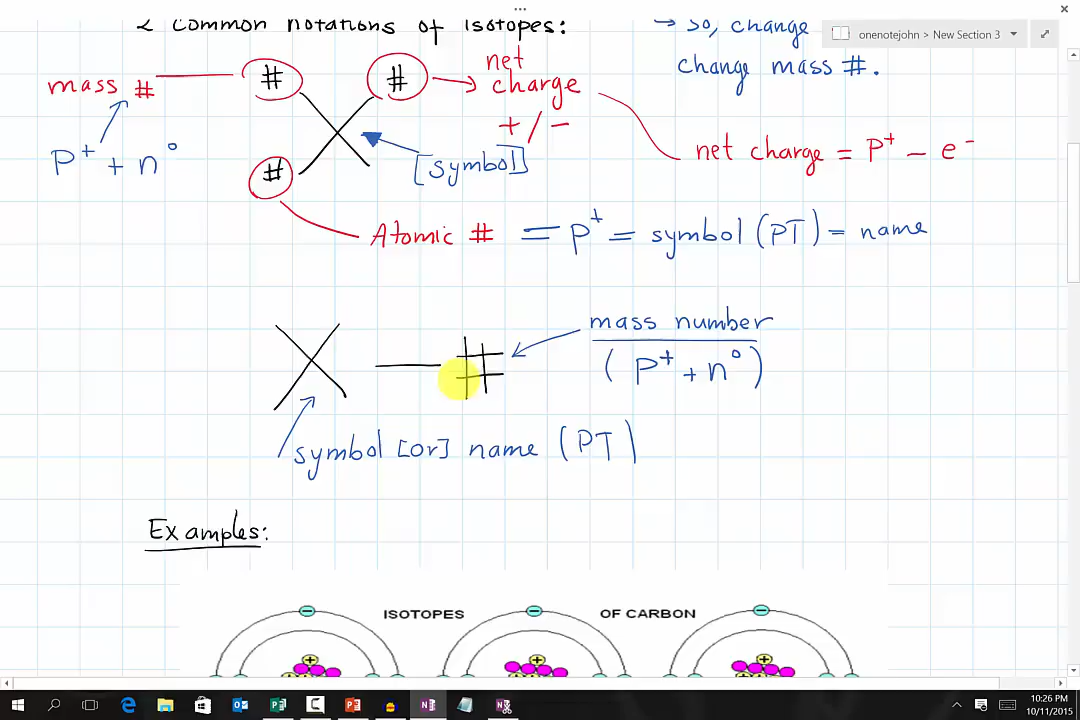 2 Common notations of Isotopes:
→ so, change
change mass #.
onenotejohn > New Section 3
mass #
#
#
net charge
+ / −
P⁺ + n⁰
[symbol]
net charge = P⁺ − e⁻
#
Atomic # = P⁺ = symbol (PT) = name
X — #
mass number
( P⁺ + n⁰ )
symbol [or] name (PT)
Examples:
ISOTOPES OF CARBON
10:26 PM
10/11/2015